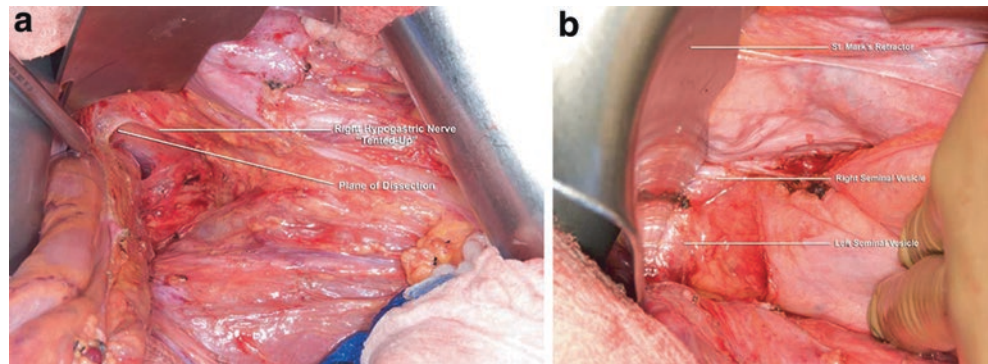 a
Right Hypogastric Nerve
Tented-Up
Plane of Dissection
b
St. Mark's Retractor
Right Seminal Vesicle
Left Seminal Vesicle